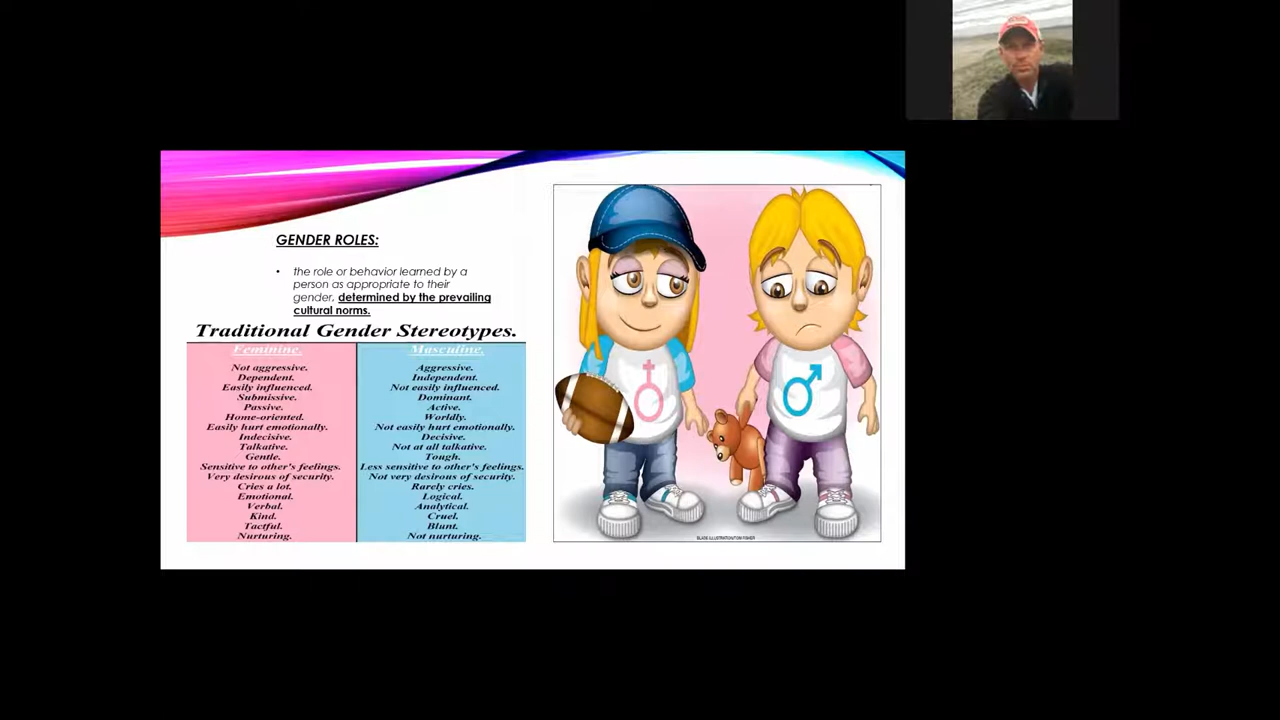 GENDER ROLES:
• the role or behavior learned by a
person as appropriate to their
gender, determined by the prevailing
cultural norms.
Traditional Gender Stereotypes.
Feminine. Masculine.
Not aggressive. Aggressive.
Dependent. Independent.
Easily influenced. Not easily influenced.
Submissive. Dominant.
Passive. Active.
Home-oriented. Worldly.
Easily hurt emotionally. Not easily hurt emotionally.
Indecisive. Decisive.
Talkative. Not at all talkative.
Gentle. Tough.
Sensitive to other's feelings. Less sensitive to other's feelings.
Very desirous of security. Not very desirous of security.
Cries a lot. Rarely cries.
Emotional. Logical.
Verbal. Analytical.
Kind. Cruel.
Tactful. Blunt.
Nurturing. Not nurturing.